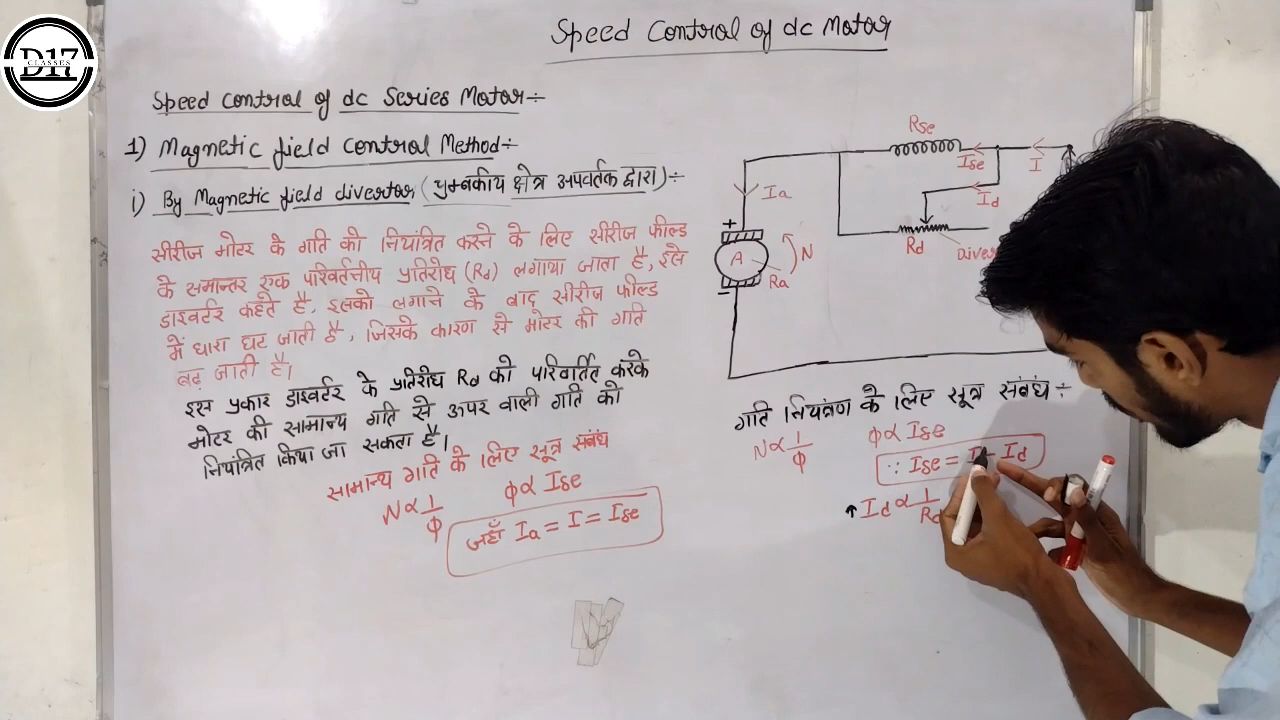 D17
CLASSES
Speed Control of dc Motor
Speed Control of dc Series Motor÷
1) Magnetic field Control Method÷
i) By Magnetic field divertor (चुम्बकीय क्षेत्र अपवर्तक द्वारा)÷
सीरीज मोटर के गति को नियंत्रित करने के लिए सीरीज फील्ड
के समान्तर एक परिवर्तनीय प्रतिरोध (Rd) लगाया जाता है, इसे
डाइवर्टर कहते है, इसको लगाने के बाद सीरीज फील्ड
में धारा घट जाती है, जिसके कारण से मोटर की गति
बढ़ जाती है।
इस प्रकार डाइवर्टर के प्रतिरोध Rd को परिवर्तित करके
मोटर की सामान्य गति से ऊपर वाली गति को
नियंत्रित किया जा सकता है।
सामान्य गति के लिए सूत्र संबंध
N∝1/ϕ ϕ∝Ise
जहाँ Ia = I = Ise
Rse
Ise
I
Id
Ia
Rd
+
A
N
Ra
−
गति नियंत्रण के लिए सूत्र संबंध÷
N∝1/ϕ ϕ∝Ise
∵ Ise = I − Id
↑Id∝1/Rd